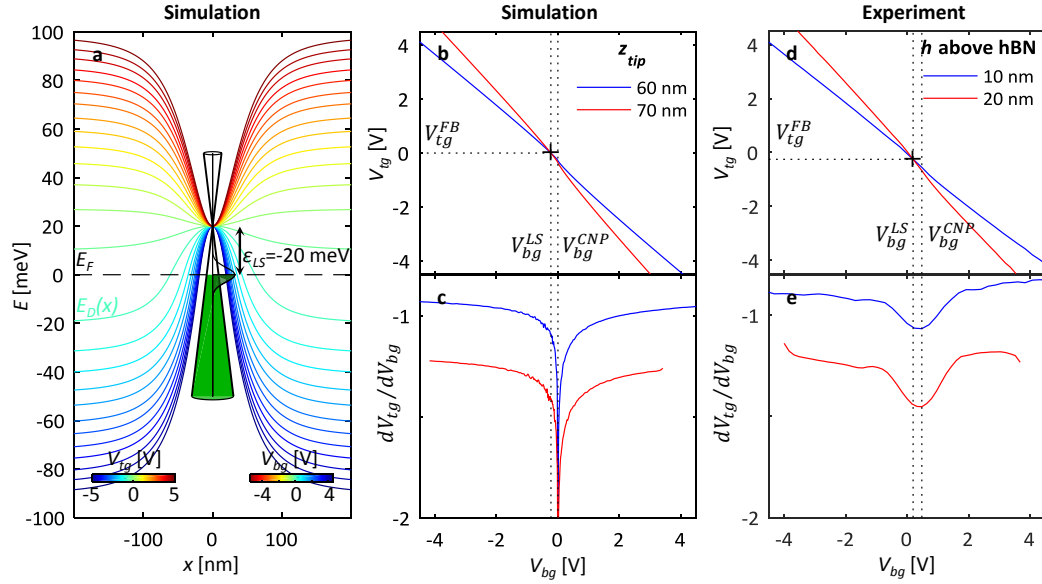 Simulation
Simulation
Experiment
a
100
80
60
40
20
0
-20
-40
-60
-80
-100
E [meV]
E_F
E_D(x)
ε_LS=-20 meV
V_tg [V]
V_bg [V]
-5 0 5
-4 0 4
-100 0 100
x [nm]
b
z_tip
60 nm
70 nm
4
2
0
-2
-4
V_tg [V]
V_tg^FB
V_bg^LS
V_bg^CNP
c
-1
-2
dV_tg/dV_bg
-4 -2 0 2 4
V_bg [V]
d
h above hBN
10 nm
20 nm
4
2
0
-2
-4
V_tg [V]
V_tg^FB
V_bg^LS
V_bg^CNP
e
-1
-2
dV_tg/dV_bg
-4 -2 0 2 4
V_bg [V]